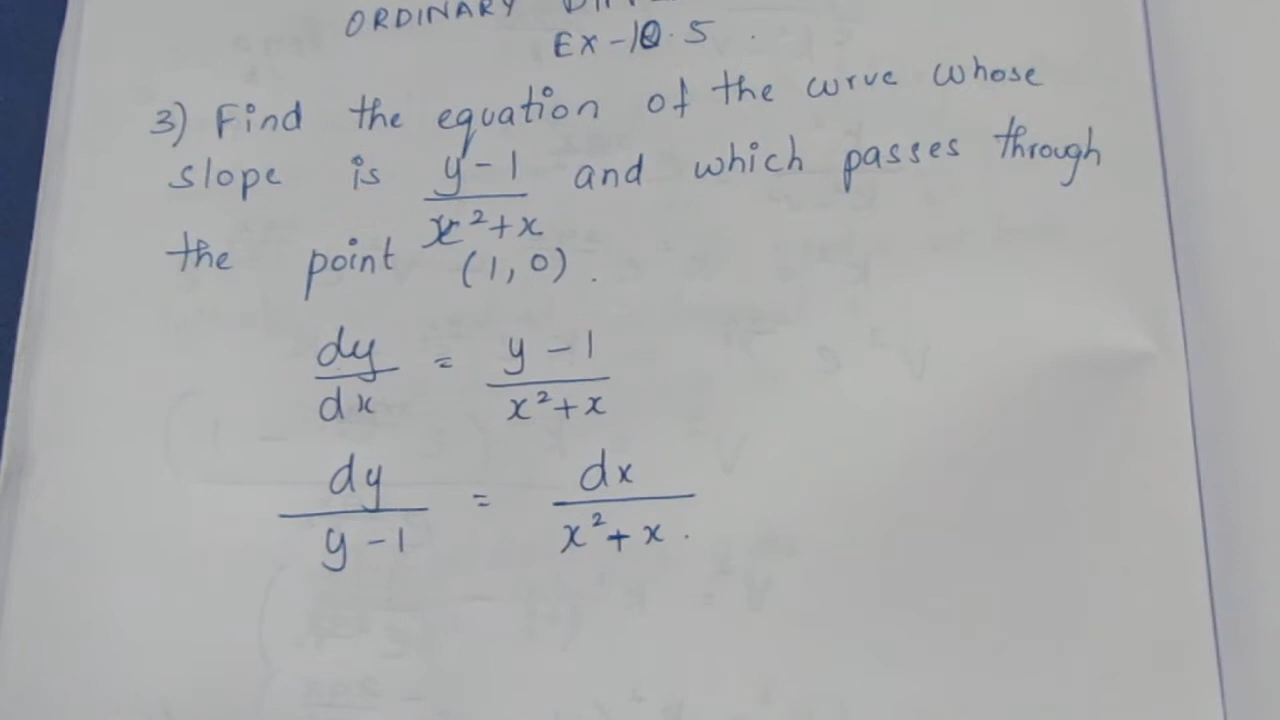 ORDINARY
EX-10.5.
3) Find the equation of the curve whose
slope is y-1/x²+x and which passes through
the point (1,0).
dy/dx = y-1/x²+x
dy/y-1 = dx/x²+x.